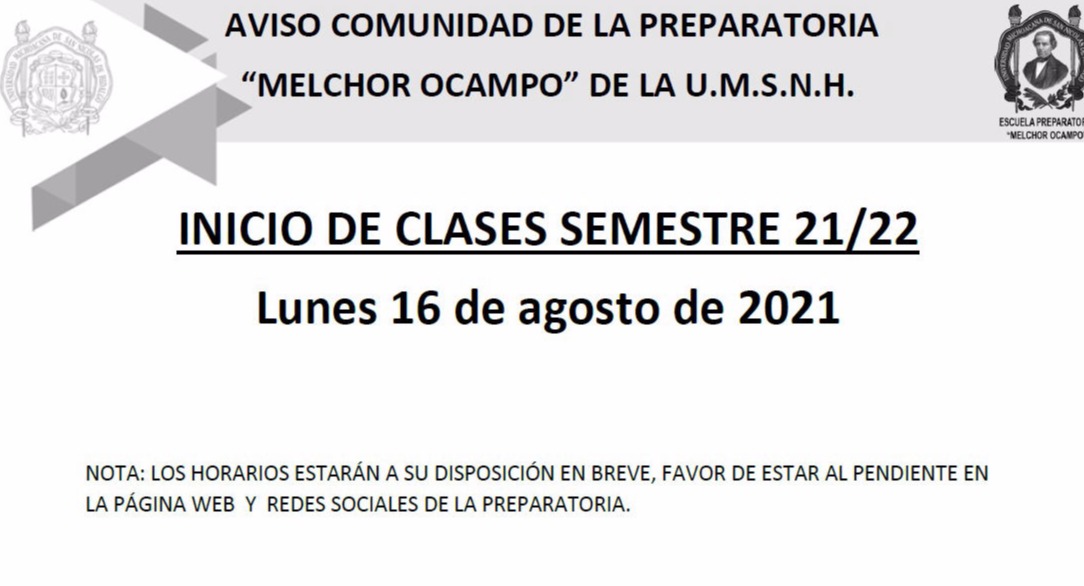 AVISO COMUNIDAD DE LA PREPARATORIA
“MELCHOR OCAMPO” DE LA U.M.S.N.H.
ESCUELA PREPARATOR
"MELCHOR OCAMPO"
INICIO DE CLASES SEMESTRE 21/22
Lunes 16 de agosto de 2021
NOTA: LOS HORARIOS ESTARÁN A SU DISPOSICIÓN EN BREVE, FAVOR DE ESTAR AL PENDIENTE EN
LA PÁGINA WEB Y REDES SOCIALES DE LA PREPARATORIA.